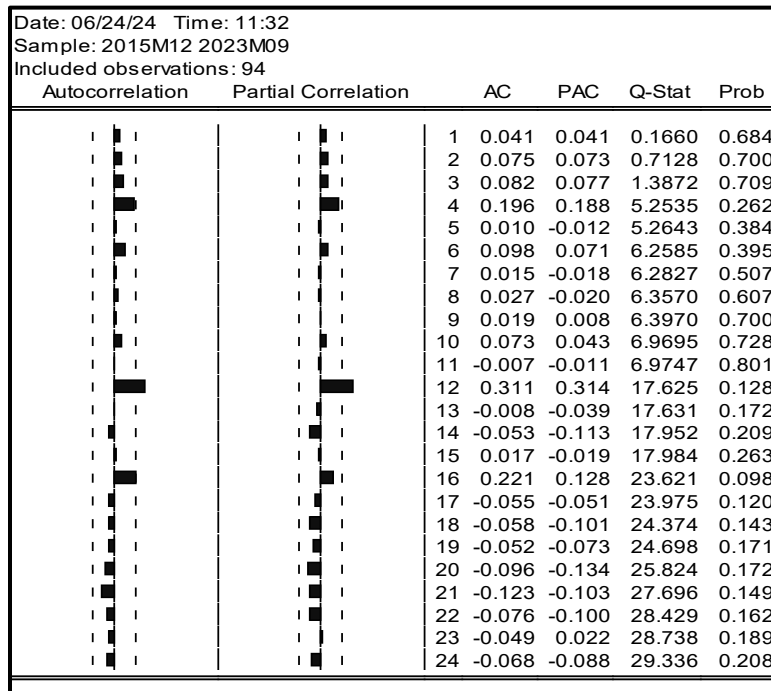 Date: 06/24/24 Time: 11:32
Sample: 2015M12 2023M09
Included observations: 94
Autocorrelation Partial Correlation AC PAC Q-Stat Prob
1 0.041 0.041 0.1660 0.684
2 0.075 0.073 0.7128 0.700
3 0.082 0.077 1.3872 0.709
4 0.196 0.188 5.2535 0.262
5 0.010 -0.012 5.2643 0.384
6 0.098 0.071 6.2585 0.395
7 0.015 -0.018 6.2827 0.507
8 0.027 -0.020 6.3570 0.607
9 0.019 0.008 6.3970 0.700
10 0.073 0.043 6.9695 0.728
11 -0.007 -0.011 6.9747 0.801
12 0.311 0.314 17.625 0.128
13 -0.008 -0.039 17.631 0.172
14 -0.053 -0.113 17.952 0.209
15 0.017 -0.019 17.984 0.263
16 0.221 0.128 23.621 0.098
17 -0.055 -0.051 23.975 0.120
18 -0.058 -0.101 24.374 0.143
19 -0.052 -0.073 24.698 0.171
20 -0.096 -0.134 25.824 0.172
21 -0.123 -0.103 27.696 0.149
22 -0.076 -0.100 28.429 0.162
23 -0.049 0.022 28.738 0.189
24 -0.068 -0.088 29.336 0.208